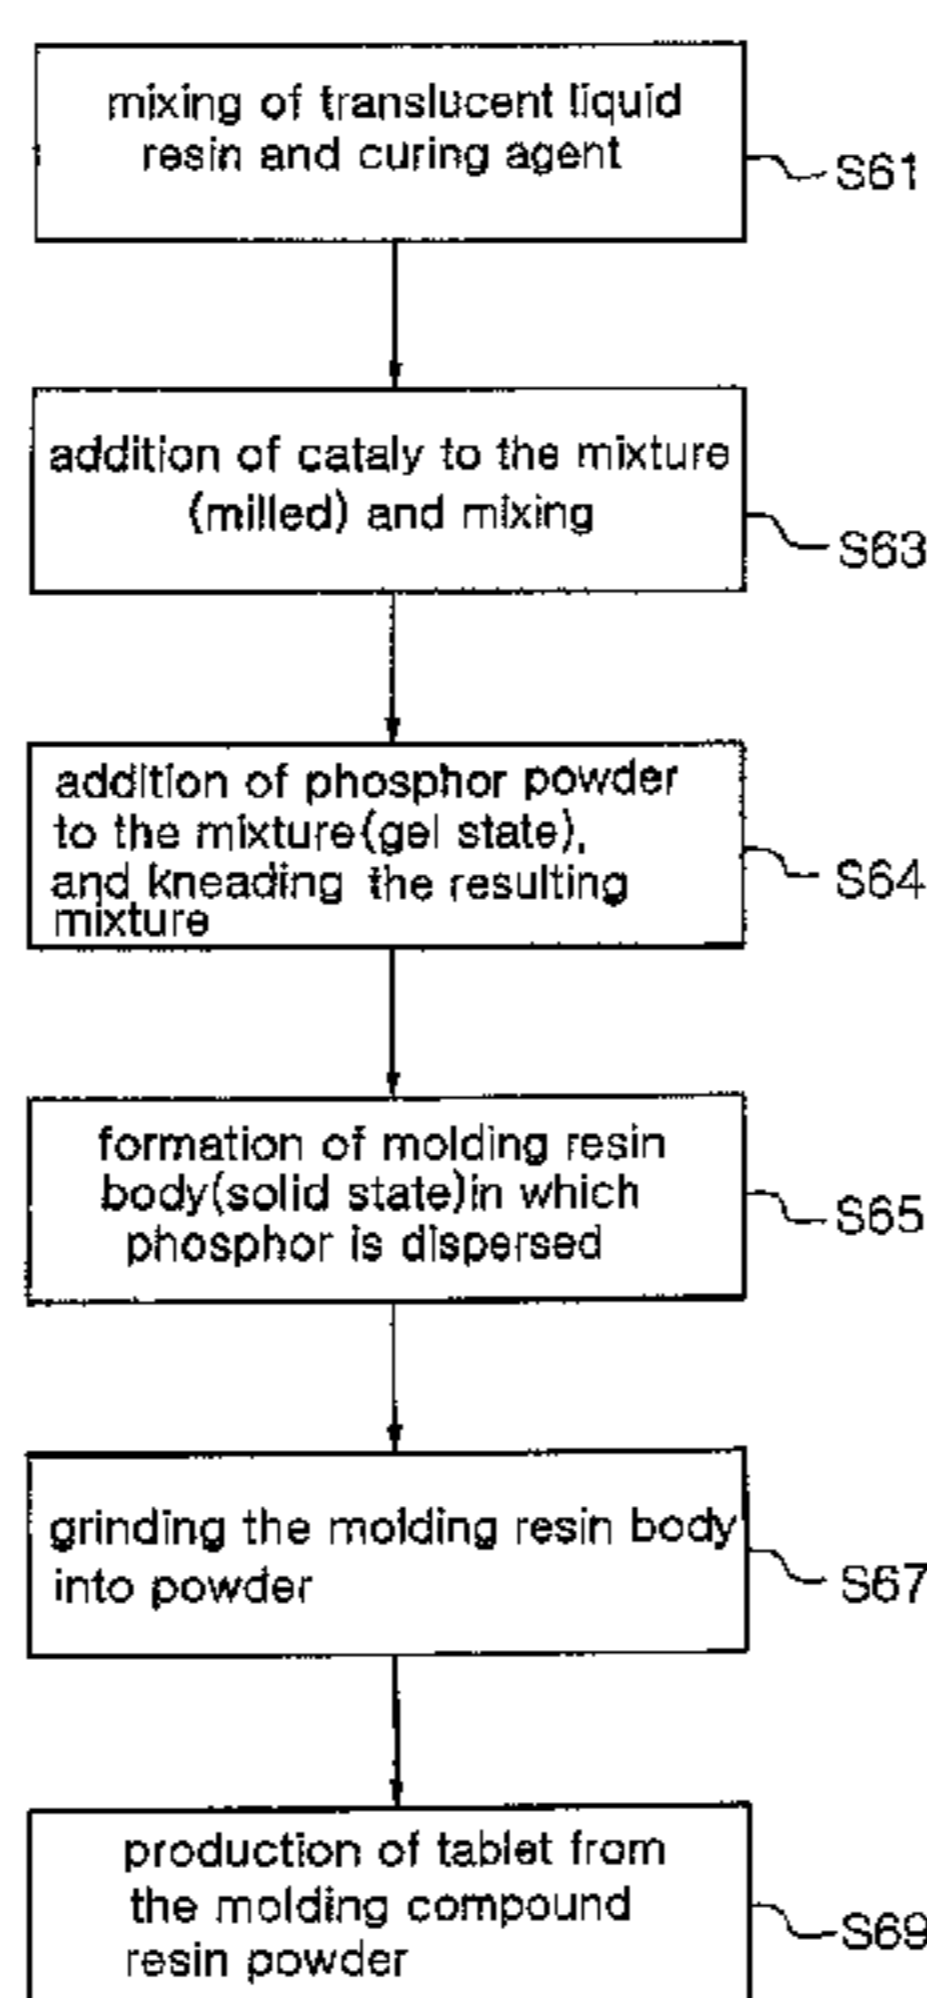 mixing of translucent liquid
resin and curing agent
S61
addition of cataly to the mixture
(milled) and mixing
S63
addition of phosphor powder
to the mixture(gel state),
and kneading the resulting
mixture
S64
formation of molding resin
body(solid state)in which
phosphor is dispersed
S65
grinding the molding resin body
into powder
S67
production of tablet from
the molding compound
resin powder
S69